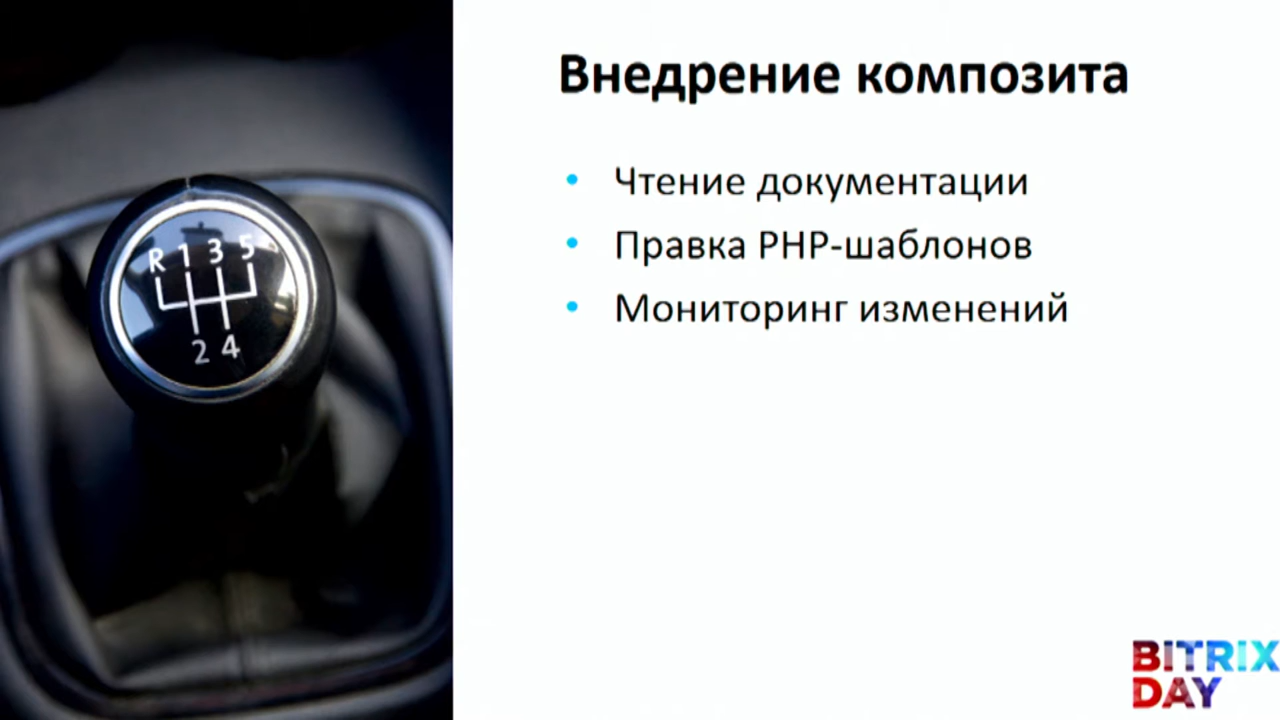 Внедрение композита
• Чтение документации
• Правка PHP-шаблонов
• Мониторинг изменений
R 1 3 5
2 4
BITRIX
DAY